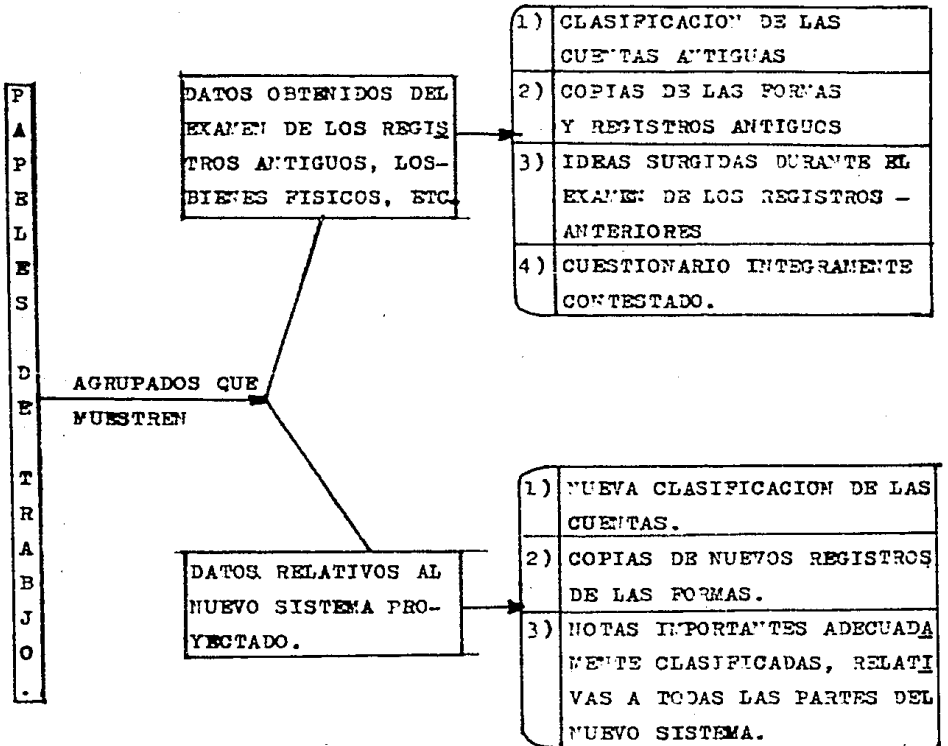 PAPELES DE TRABJO.
AGRUPADOS QUE
MUESTREN
DATOS OBTENIDOS DEL
EXAMEN DE LOS REGIS
TROS ANTIGUOS, LOS-
BIENES FISICOS, ETC.
1) CLASIFICACION DE LAS
CUENTAS ANTIGUAS
2) COPIAS DE LAS FORMAS
Y REGISTROS ANTIGUOS
3) IDEAS SURGIDAS DURANTE EL
EXAMEN DE LOS REGISTROS -
ANTERIORES
4) CUESTIONARIO INTEGRAMENTE
CONTESTADO.
DATOS RELATIVOS AL
NUEVO SISTEMA PRO-
YECTADO.
1) NUEVA CLASIFICACION DE LAS
CUENTAS.
2) COPIAS DE NUEVOS REGISTROS
DE LAS FORMAS.
3) NOTAS IMPORTANTES ADECUADA
MENTE CLASIFICADAS, RELATI
VAS A TODAS LAS PARTES DEL
NUEVO SISTEMA.